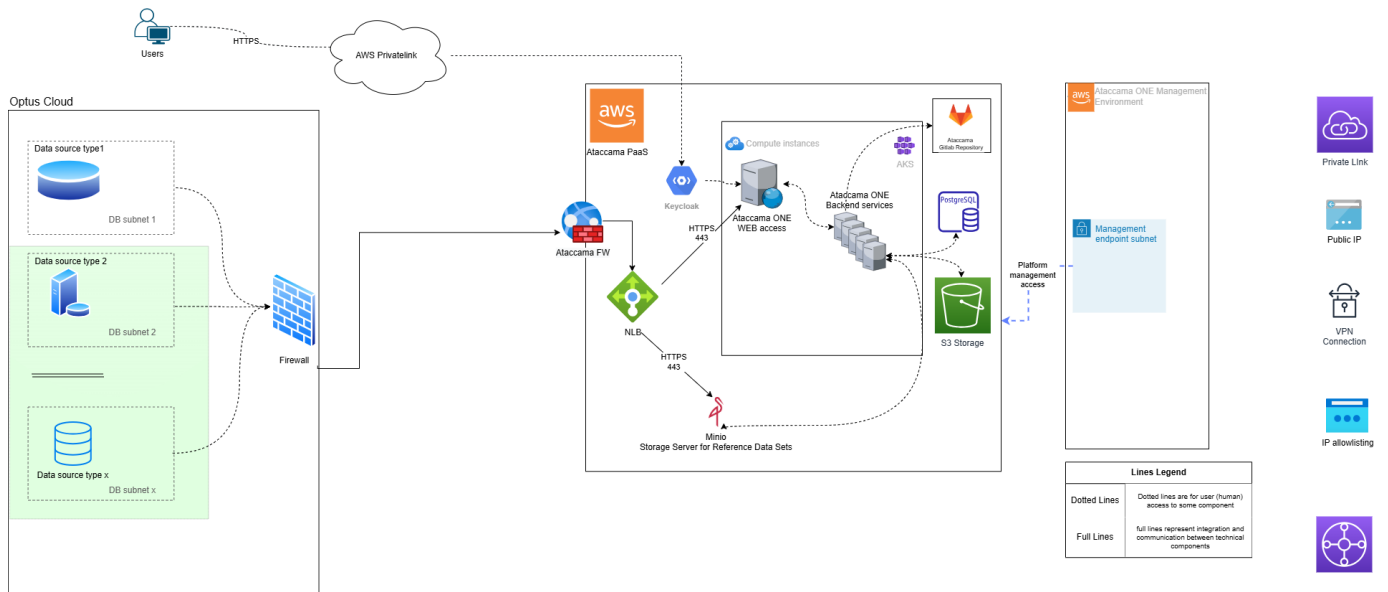 Users
HTTPS
AWS Privatelink
Optus Cloud
Data source type1
DB subnet 1
Data source type 2
DB subnet 2
Data source type x
DB subnet x
Firewall
aws
Ataccama PaaS
Ataccama FW
NLB
Keycloak
Compute instances
Ataccama ONE
WEB access
HTTPS
443
HTTPS
443
Minio
Storage Server for Reference Data Sets
Ataccama ONE
Backend services
AKS
Ataccama
Gitlab Repository
PostgreSQL
S3 Storage
Platform
management
access
aws
Ataccama ONE Management
Environment
Management
endpoint subnet
Lines Legend
Dotted Lines
Dotted lines are for user (human)
access to some component
Full Lines
full lines represent integration and
communication between technical
components
Private LInk
Public IP
VPN
Connection
IP allowlisting